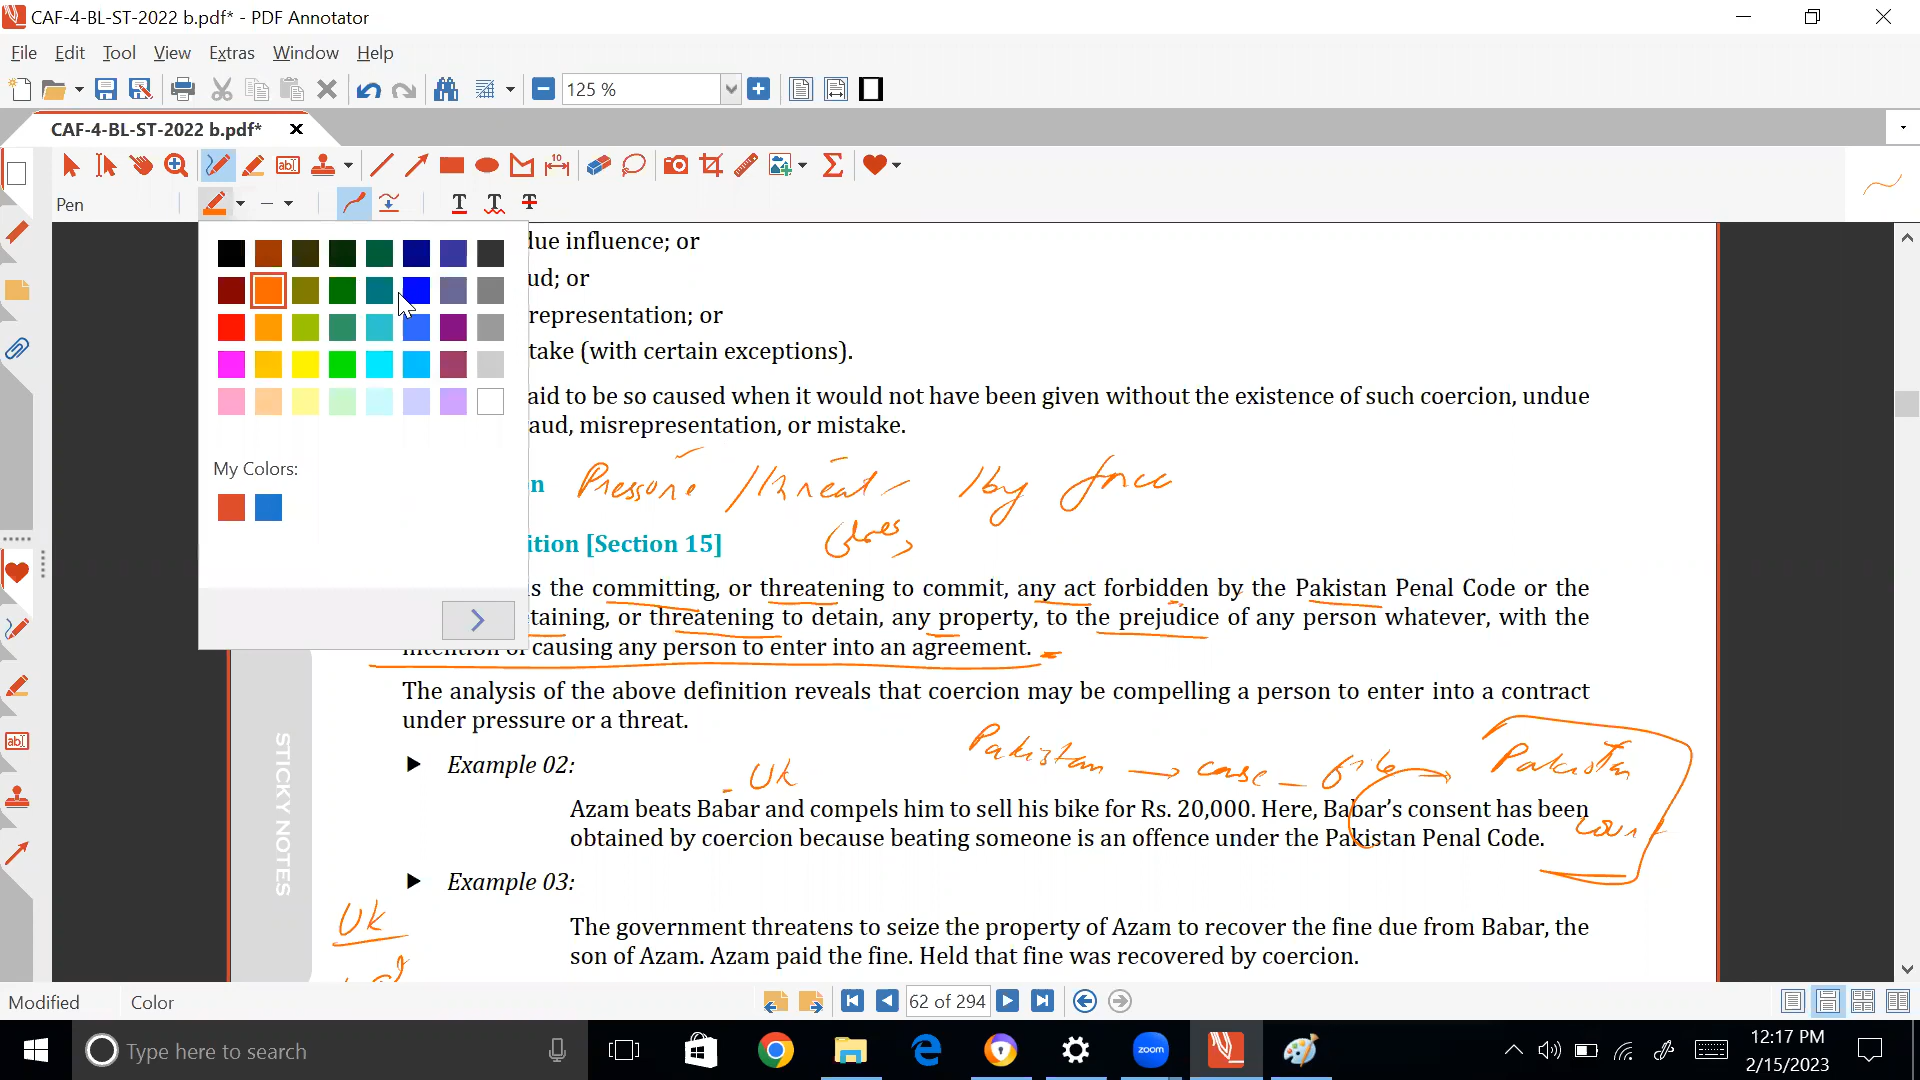 CAF-4-BL-ST-2022 b.pdf* - PDF Annotator
File Edit Tool View Extras Window Help
125 %
CAF-4-BL-ST-2022 b.pdf*
Pen
due influence; or
ud; or
representation; or
take (with certain exceptions).
aid to be so caused when it would not have been given without the existence of such coercion, undue
aud, misrepresentation, or mistake.
My Colors:
n Pressure / threat / by force
ition [Section 15]
s the committing, or threatening to commit, any act forbidden by the Pakistan Penal Code or the
taining, or threatening to detain, any property, to the prejudice of any person whatever, with the
intention of causing any person to enter into an agreement.
The analysis of the above definition reveals that coercion may be compelling a person to enter into a contract
under pressure or a threat.
Pakistan → case - file Pakistan
Example 02:
UK
Azam beats Babar and compels him to sell his bike for Rs. 20,000. Here, Babar's consent has been
court
obtained by coercion because beating someone is an offence under the Pakistan Penal Code.
Example 03:
UK
The government threatens to seize the property of Azam to recover the fine due from Babar, the
son of Azam. Azam paid the fine. Held that fine was recovered by coercion.
STICKY NOTES
Modified Color
62 of 294
Type here to search
zoom
12:17 PM
2/15/2023